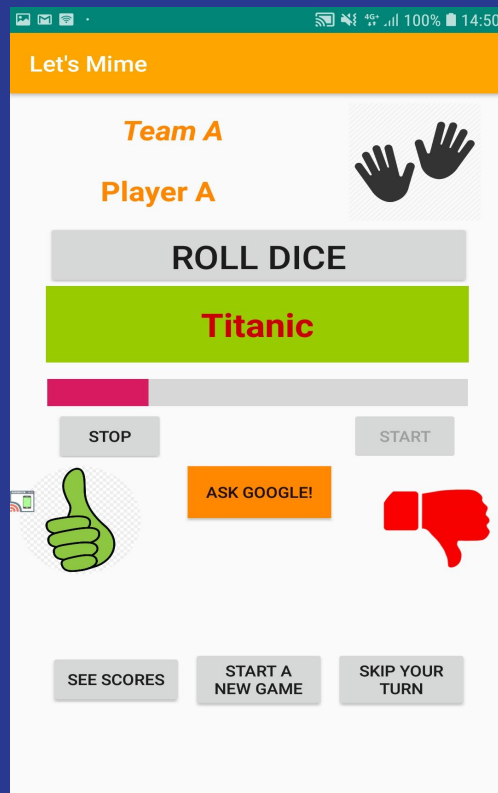 4G+ 100% 14:50
Let's Mime
Team A
Player A
ROLL DICE
Titanic
STOP
START
ASK GOOGLE!
SEE SCORES
START A
NEW GAME
SKIP YOUR
TURN